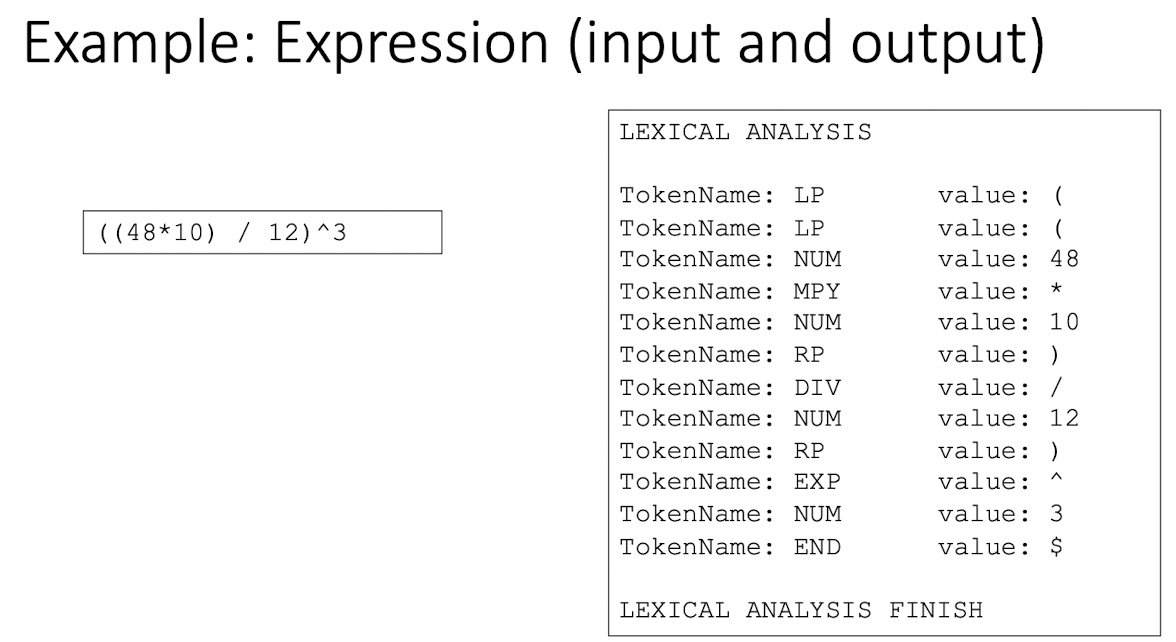 Example: Expression (input and output)
((48*10) / 12)^3
LEXICAL ANALYSIS
TokenName: LP value: (
TokenName: LP value: (
TokenName: NUM value: 48
TokenName: MPY value: *
TokenName: NUM value: 10
TokenName: RP value: )
TokenName: DIV value: /
TokenName: NUM value: 12
TokenName: RP value: )
TokenName: EXP value: ^
TokenName: NUM value: 3
TokenName: END value: $
LEXICAL ANALYSIS FINISH